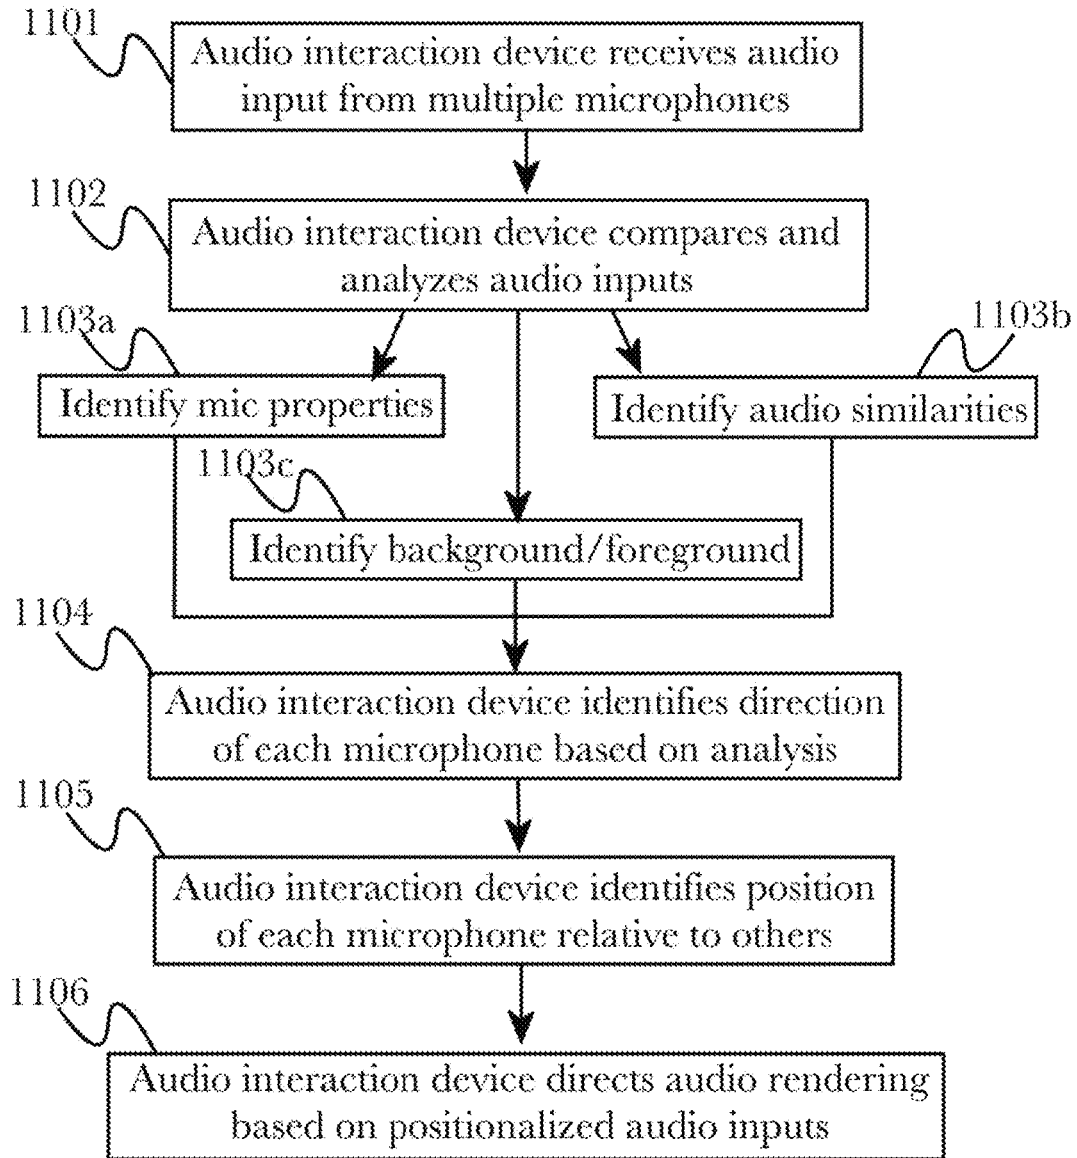 1101
Audio interaction device receives audio
input from multiple microphones
1102
Audio interaction device compares and
analyzes audio inputs
1103a
1103b
Identify mic properties
Identify audio similarities
1103c
Identify background/foreground
1104
Audio interaction device identifies direction
of each microphone based on analysis
1105
Audio interaction device identifies position
of each microphone relative to others
1106
Audio interaction device directs audio rendering
based on positionalized audio inputs